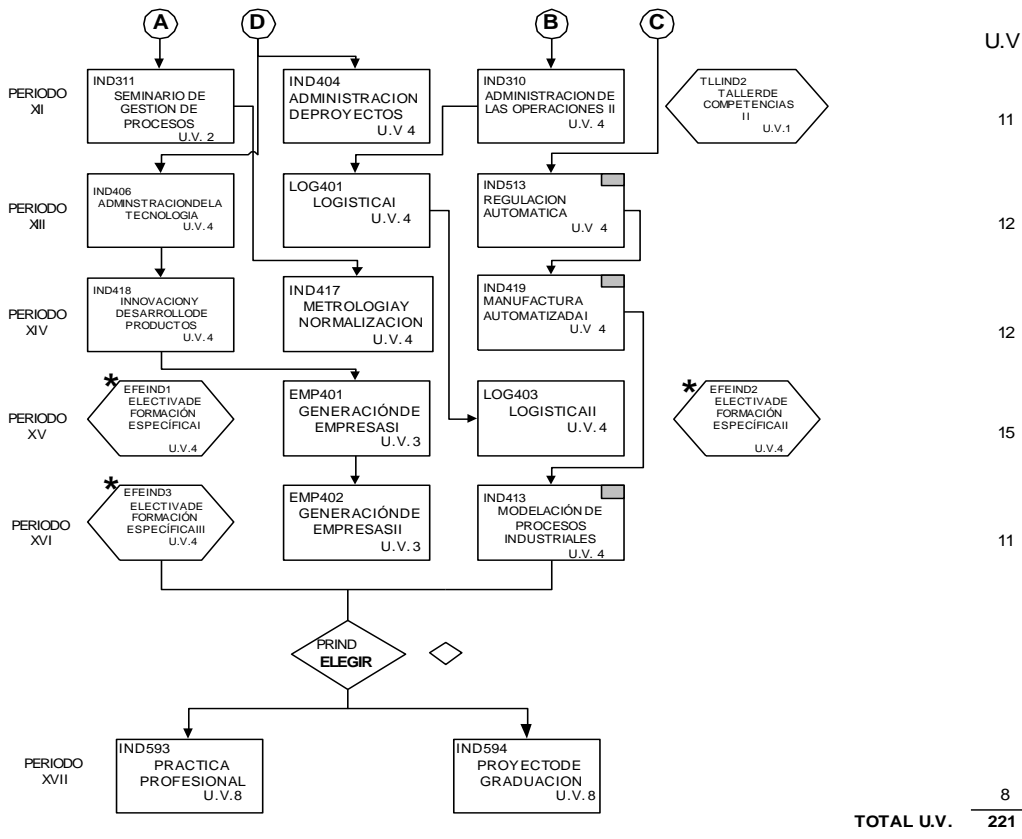 A
D
B
C
U.V
PERIODO
XII
IND311
SEMINARIO DE
GESTION DE
PROCESOS
U.V. 2
IND404
ADMINISTRACION
DEPROYECTOS
U.V 4
IND310
ADMINISTRACION DE
LAS OPERACIONES II
U.V. 4
TLLIND2
TALLERDE
COMPETENCIAS
II
U.V.1
11
PERIODO
XIII
IND406
ADMINSTRACIONDELA
TECNOLOGIA
U.V. 4
LOG401
LOGISTICAI
U.V. 4
IND513
REGULACION
AUTOMATICA
U.V 4
12
PERIODO
XIV
IND418
INNOVACIONY
DESARROLLODE
PRODUCTOS
U.V. 4
IND417
METROLOGIAY
NORMALIZACION
U.V. 4
IND419
MANUFACTURA
AUTOMATIZADAI
U.V 4
12
PERIODO
XV
*
EFEIND1
ELECTIVADE
FORMACIÓN
ESPECÍFICAI
U.V.4
EMP401
GENERACIÓNDE
EMPRESASI
U.V. 3
LOG403
LOGISTICAII
U.V. 4
*
EFEIND2
ELECTIVADE
FORMACIÓN
ESPECÍFICAII
U.V.4
15
PERIODO
XVI
*
EFEIND3
ELECTIVADE
FORMACIÓN
ESPECÍFICAIII
U.V.4
EMP402
GENERACIÓNDE
EMPRESASII
U.V. 3
IND413
MODELACIÓN DE
PROCESOS
INDUSTRIALES
U.V. 4
11
PRIND
ELEGIR
PERIODO
XVII
IND593
PRACTICA
PROFESIONAL
U.V. 8
IND594
PROYECTODE
GRADUACION
U.V. 8
8
TOTAL U.V. 221